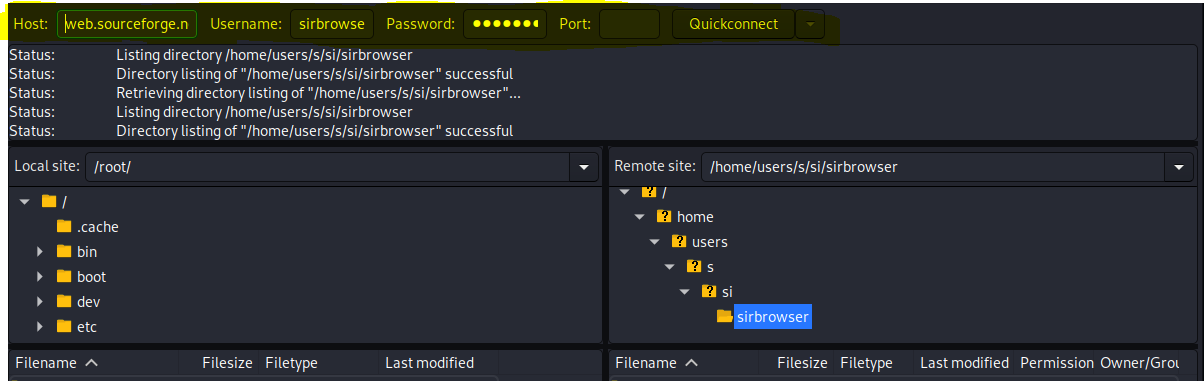 Host: web.sourceforge.n Username: sirbrowse Password: ●●●●●●● Port: Quickconnect
Status: Listing directory /home/users/s/si/sirbrowser
Status: Directory listing of "/home/users/s/si/sirbrowser" successful
Status: Retrieving directory listing of "/home/users/s/si/sirbrowser"...
Status: Listing directory /home/users/s/si/sirbrowser
Status: Directory listing of "/home/users/s/si/sirbrowser" successful
Local site: /root/ Remote site: /home/users/s/si/sirbrowser
/
.cache
bin
boot
dev
etc
/
home
users
s
si
sirbrowser
Filename Filesize Filetype Last modified
Filename Filesize Filetype Last modified Permission Owner/Grou